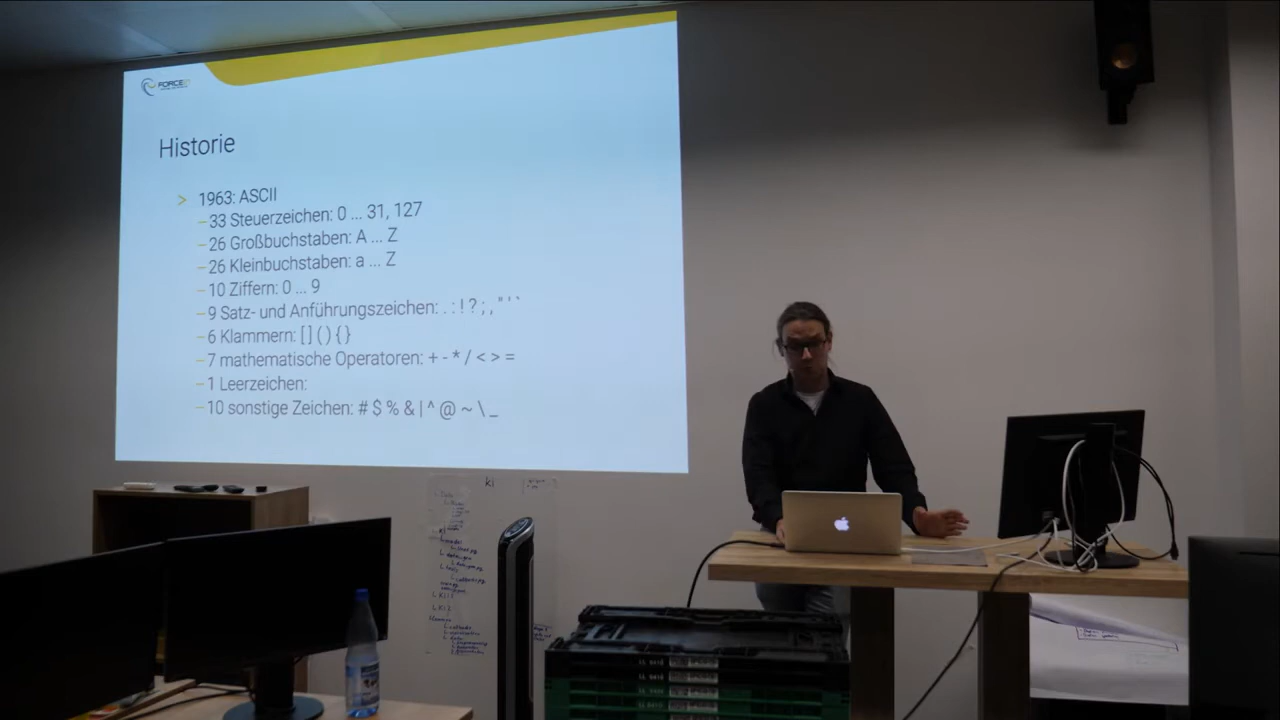 FORCE
Historie
> 1963: ASCII
–33 Steuerzeichen: 0 ... 31, 127
–26 Großbuchstaben: A ... Z
–26 Kleinbuchstaben: a ... Z
–10 Ziffern: 0 ... 9
–9 Satz- und Anführungszeichen: . : ! ? ; , " ' `
–6 Klammern: [ ] ( ) { }
–7 mathematische Operatoren: + - * / < > =
–1 Leerzeichen:
–10 sonstige Zeichen: # $ % & | ^ @ ~ \ _
ki